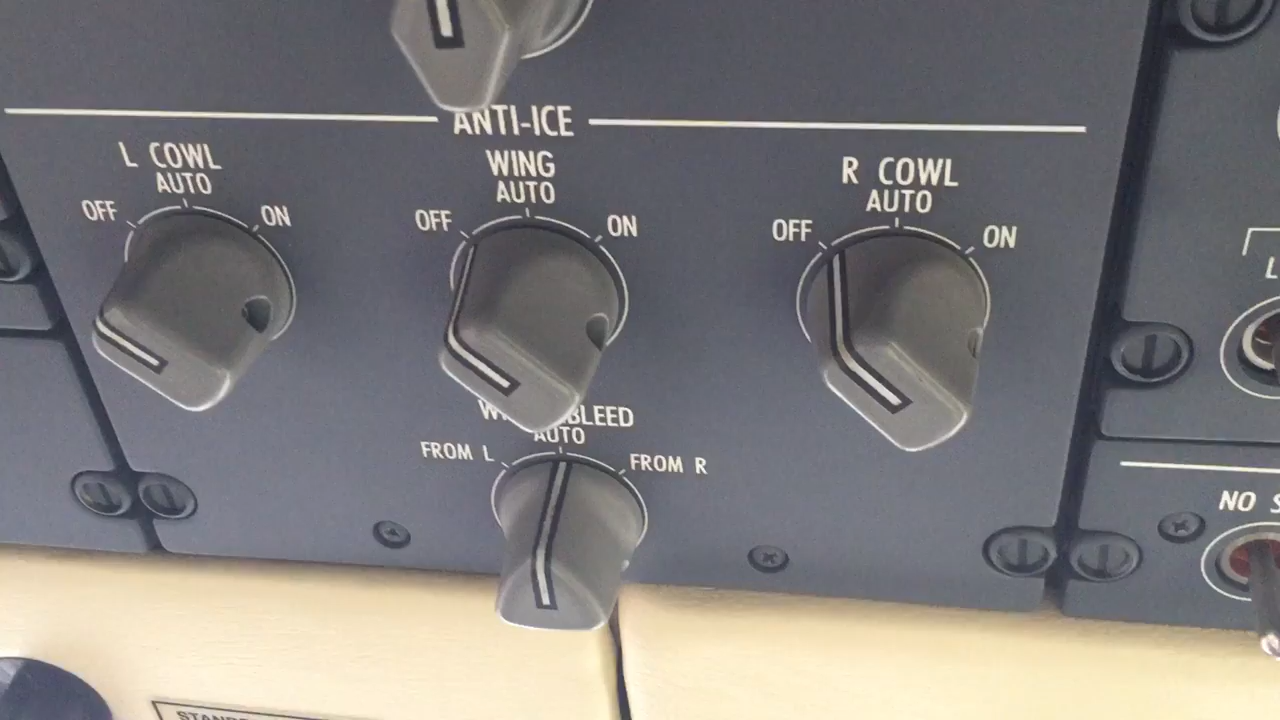 ANTI-ICE
L COWL
AUTO
OFF
ON
WING
AUTO
OFF
ON
R COWL
AUTO
OFF
ON
BLEED
AUTO
FROM L
FROM R
L
NO